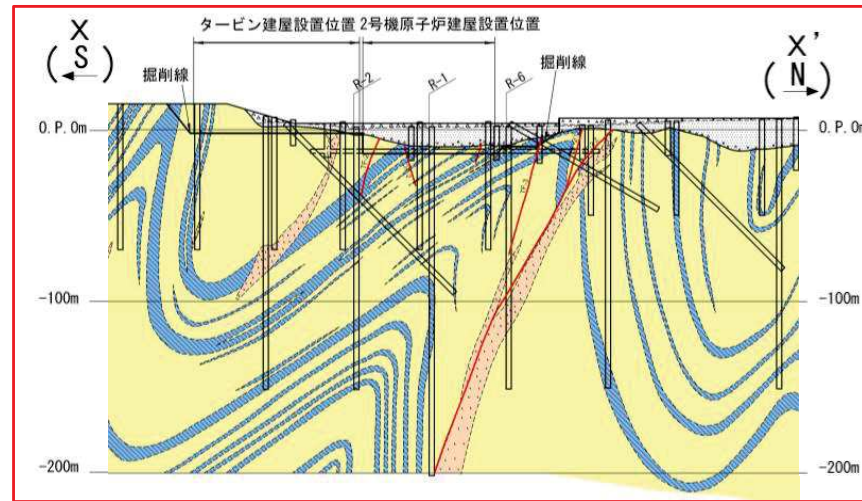 タービン建屋設置位置 2号機原子炉建屋設置位置
X
(S)
X'
(N)
掘削線
R-2
R-1
R-6
掘削線
O.P.0m
O.P.0m
-100m
-100m
-200m
-200m